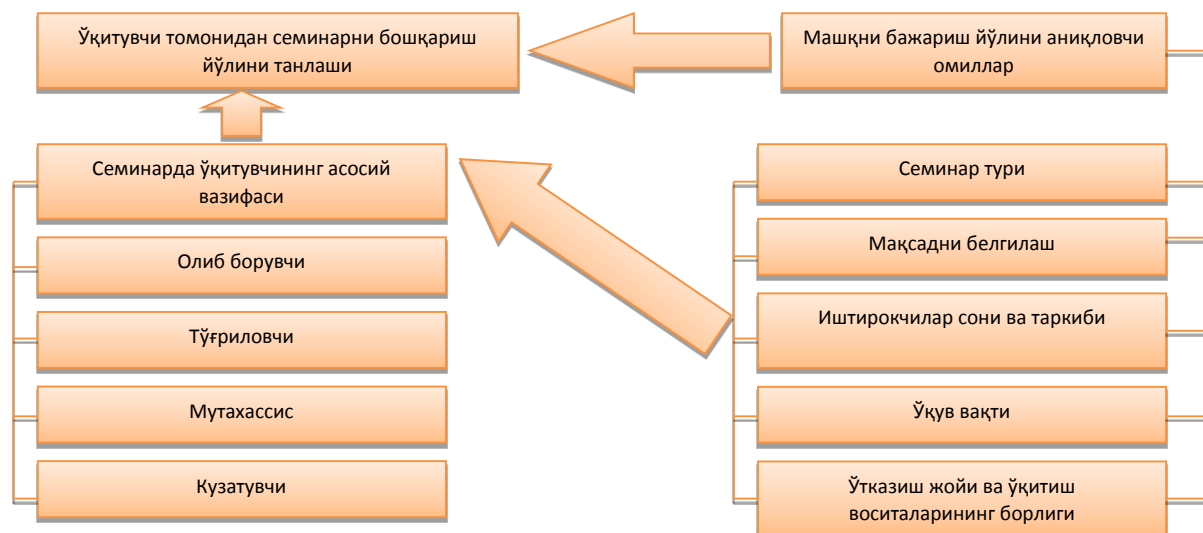 Ўқитувчи томонидан семинарни бошқариш
йўлини танлаши
Машқни бажариш йўлини аниқловчи
омиллар
Семинарда ўқитувчининг асосий
вазифаси
Олиб борувчи
Тўғриловчи
Мутахассис
Кузатувчи
Семинар тури
Мақсадни белгилаш
Иштирокчилар сони ва таркиби
Ўқув вақти
Ўтказиш жойи ва ўқитиш
воситаларининг борлиги